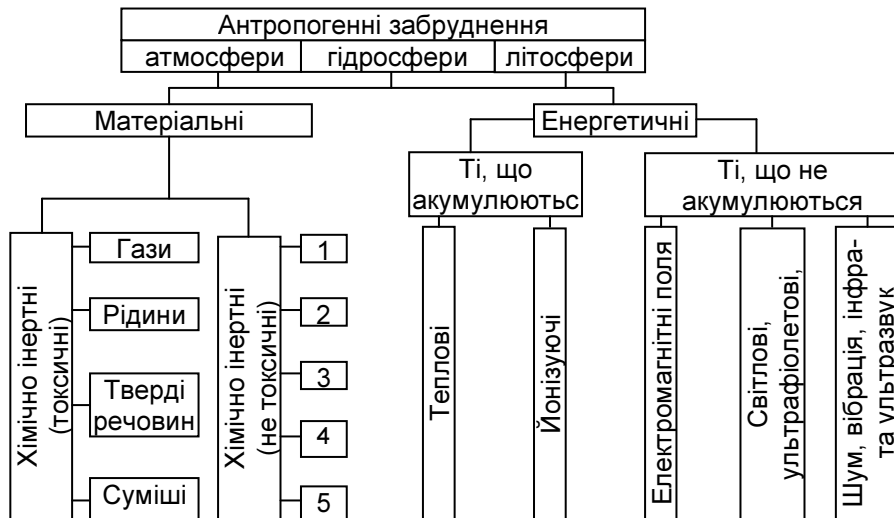 Антропогенні забруднення
атмосфери гідросфери літосфери
Матеріальні
Енергетичні
Ті, що
акумулюютьс
Ті, що не
акумулюються
Хімічно інертні
(токсичні)
Гази
Рідини
Тверді
речовин
Суміші
Хімічно інертні
(не токсичні)
1
2
3
4
5
Теплові
Йонізуючі
Електромагнітні поля
Світлові,
ультрафіолетові,
Шум, вібрація, інфра-
та ультразвук